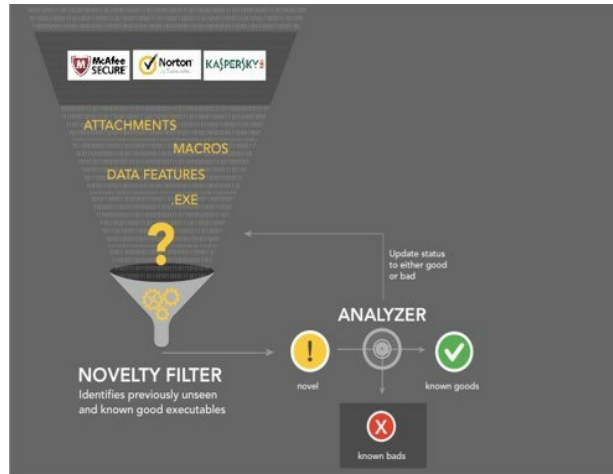 McAfee
SECURE
Norton
KASPERSKY
ATTACHMENTS
MACROS
DATA FEATURES
.EXE
?
Update status
to either good
or bad
ANALYZER
!
NOVELTY FILTER
Identifies previously unseen
and known good executables
novel
known goods
X
known bads